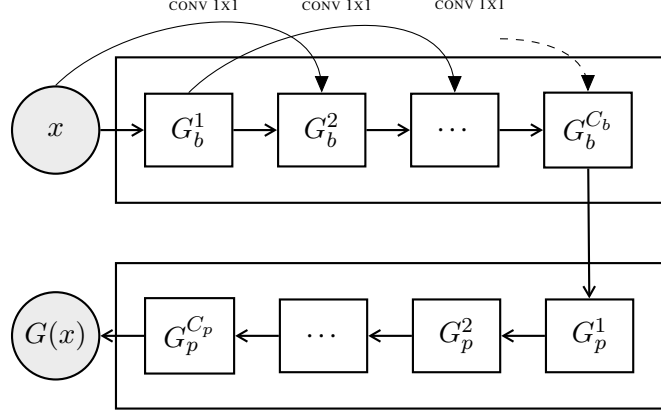 CONV 1X1 CONV 1X1 CONV 1X1
x G_b^1 G_b^2 ... G_b^{C_b}
G(x) G_p^{C_p} ... G_p^2 G_p^1